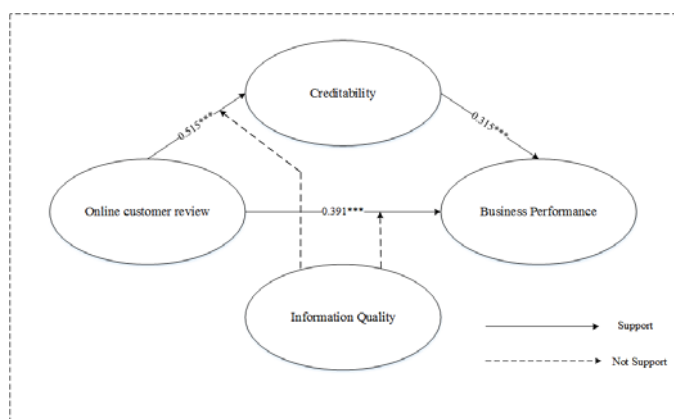 Creditability
0.515***
0.315***
Online customer review
0.391***
Business Performance
Information Quality
Support
Not Support